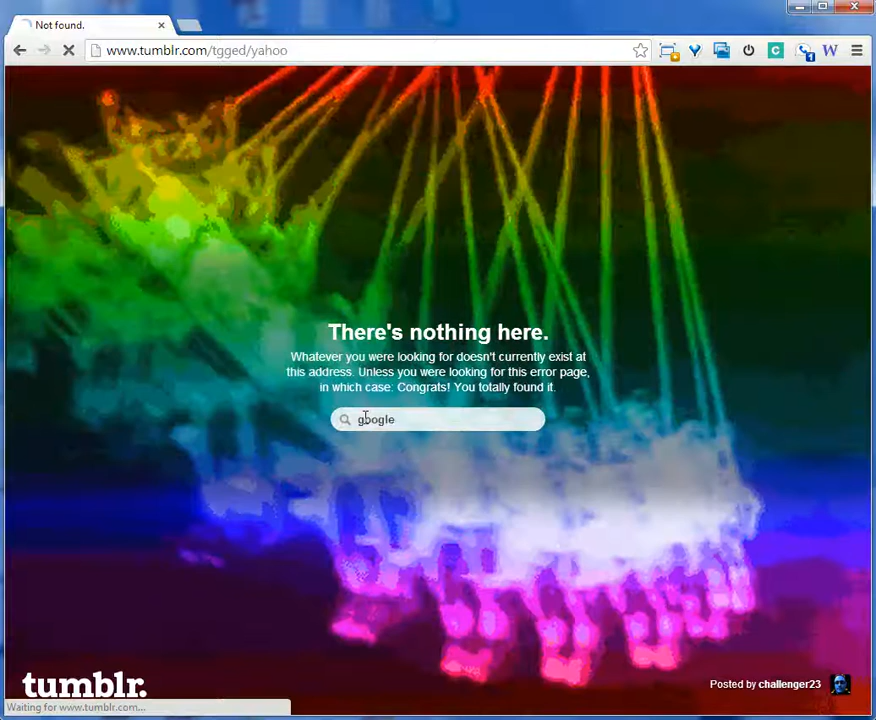 Not found.
www.tumblr.com/tgged/yahoo
There's nothing here.
Whatever you were looking for doesn't currently exist at
this address. Unless you were looking for this error page,
in which case: Congrats! You totally found it.
google
tumblr.
Posted by challenger23
Waiting for www.tumblr.com...